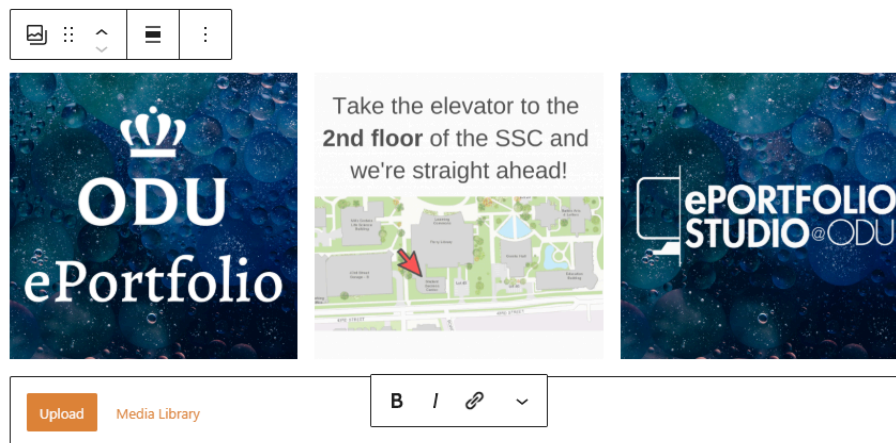 ODU
ePortfolio
Take the elevator to the
2nd floor of the SSC and
we're straight ahead!
ePORTFOLIO
STUDIO@ODU
Upload
Media Library
B I